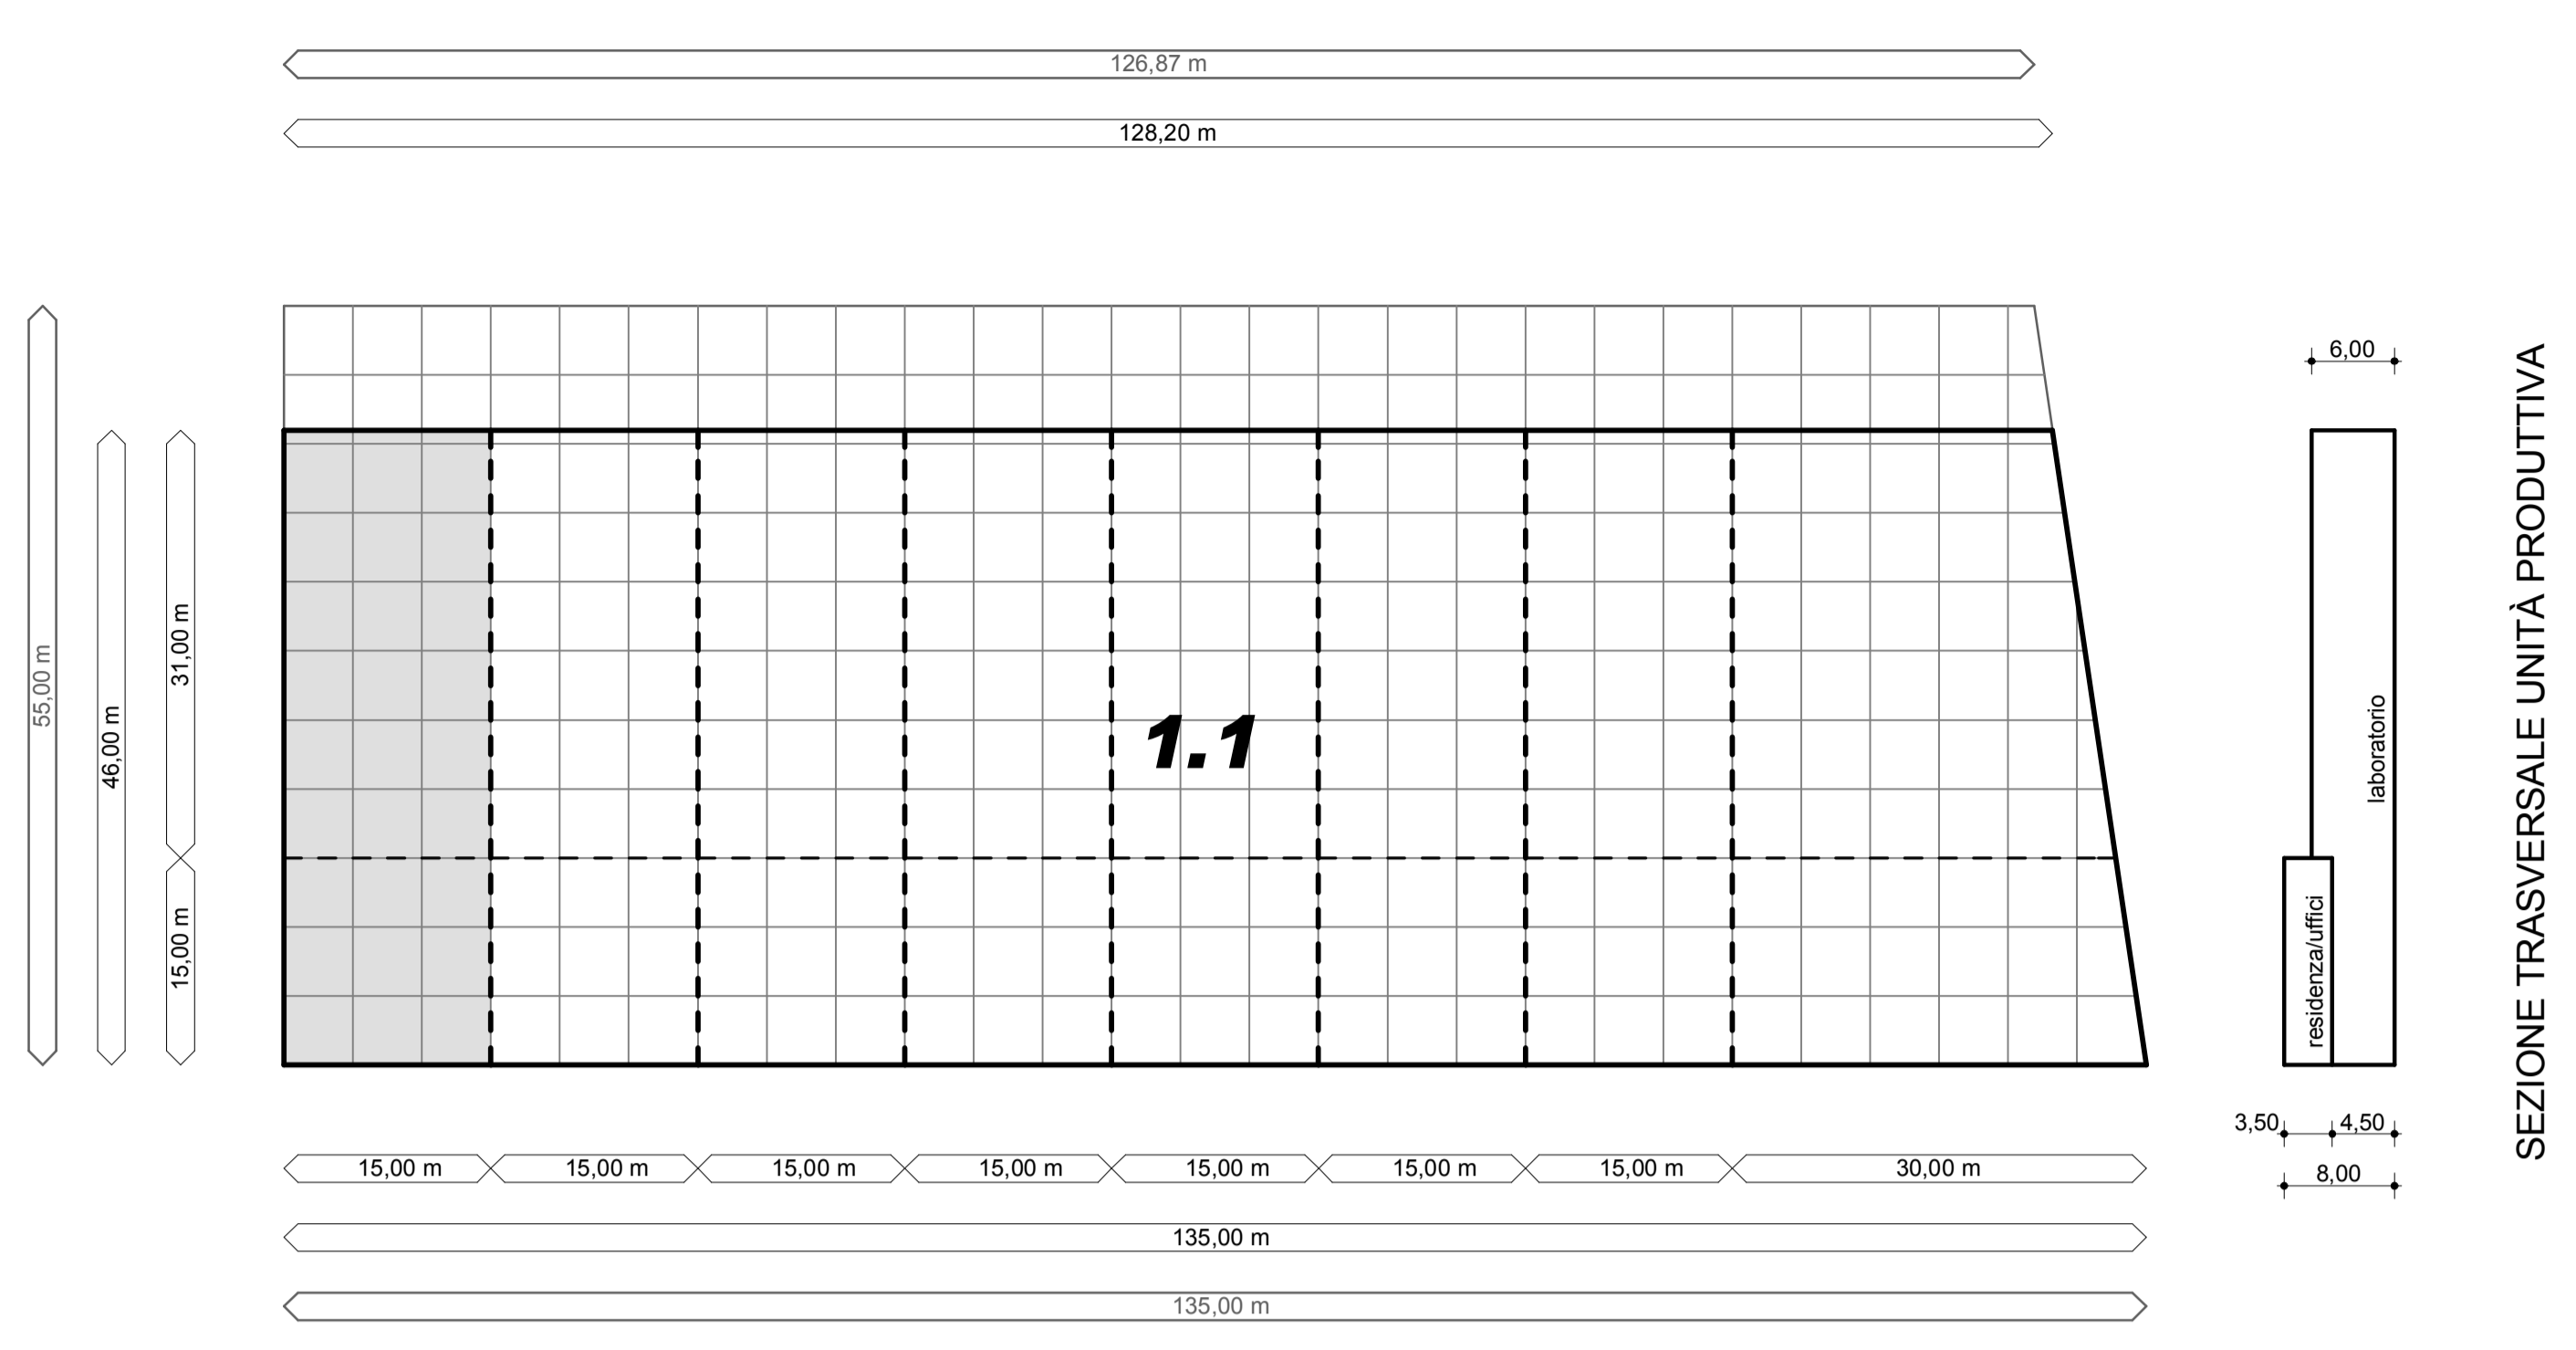 126,87 m
128,20 m
55,00 m
46,00 m
31,00 m
15,00 m
1.1
6,00
laboratorio
residenza/uffici
SEZIONE TRASVERSALE UNITÀ PRODUTTIVA
3,50
4,50
8,00
15,00 m
15,00 m
15,00 m
15,00 m
15,00 m
15,00 m
15,00 m
30,00 m
135,00 m
135,00 m